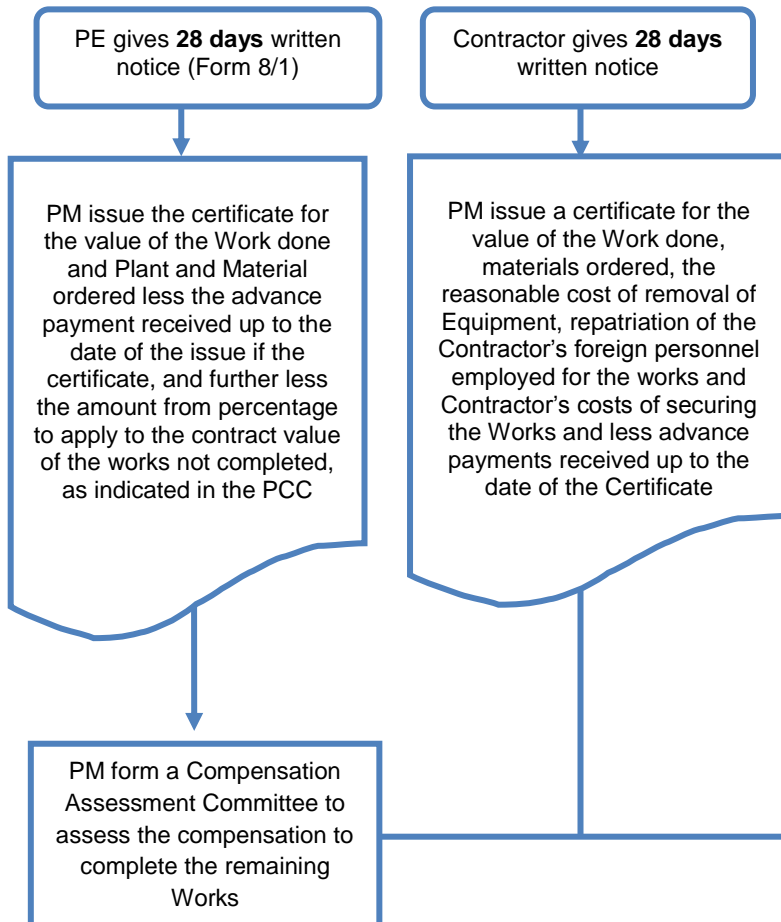 PE gives 28 days written
notice (Form 8/1)
Contractor gives 28 days
written notice
PM issue the certificate for
the value of the Work done
and Plant and Material
ordered less the advance
payment received up to the
date of the issue if the
certificate, and further less
the amount from percentage
to apply to the contract value
of the works not completed,
as indicated in the PCC
PM issue a certificate for the
value of the Work done,
materials ordered, the
reasonable cost of removal of
Equipment, repatriation of the
Contractor’s foreign personnel
employed for the works and
Contractor’s costs of securing
the Works and less advance
payments received up to the
date of the Certificate
PM form a Compensation
Assessment Committee to
assess the compensation to
complete the remaining
Works